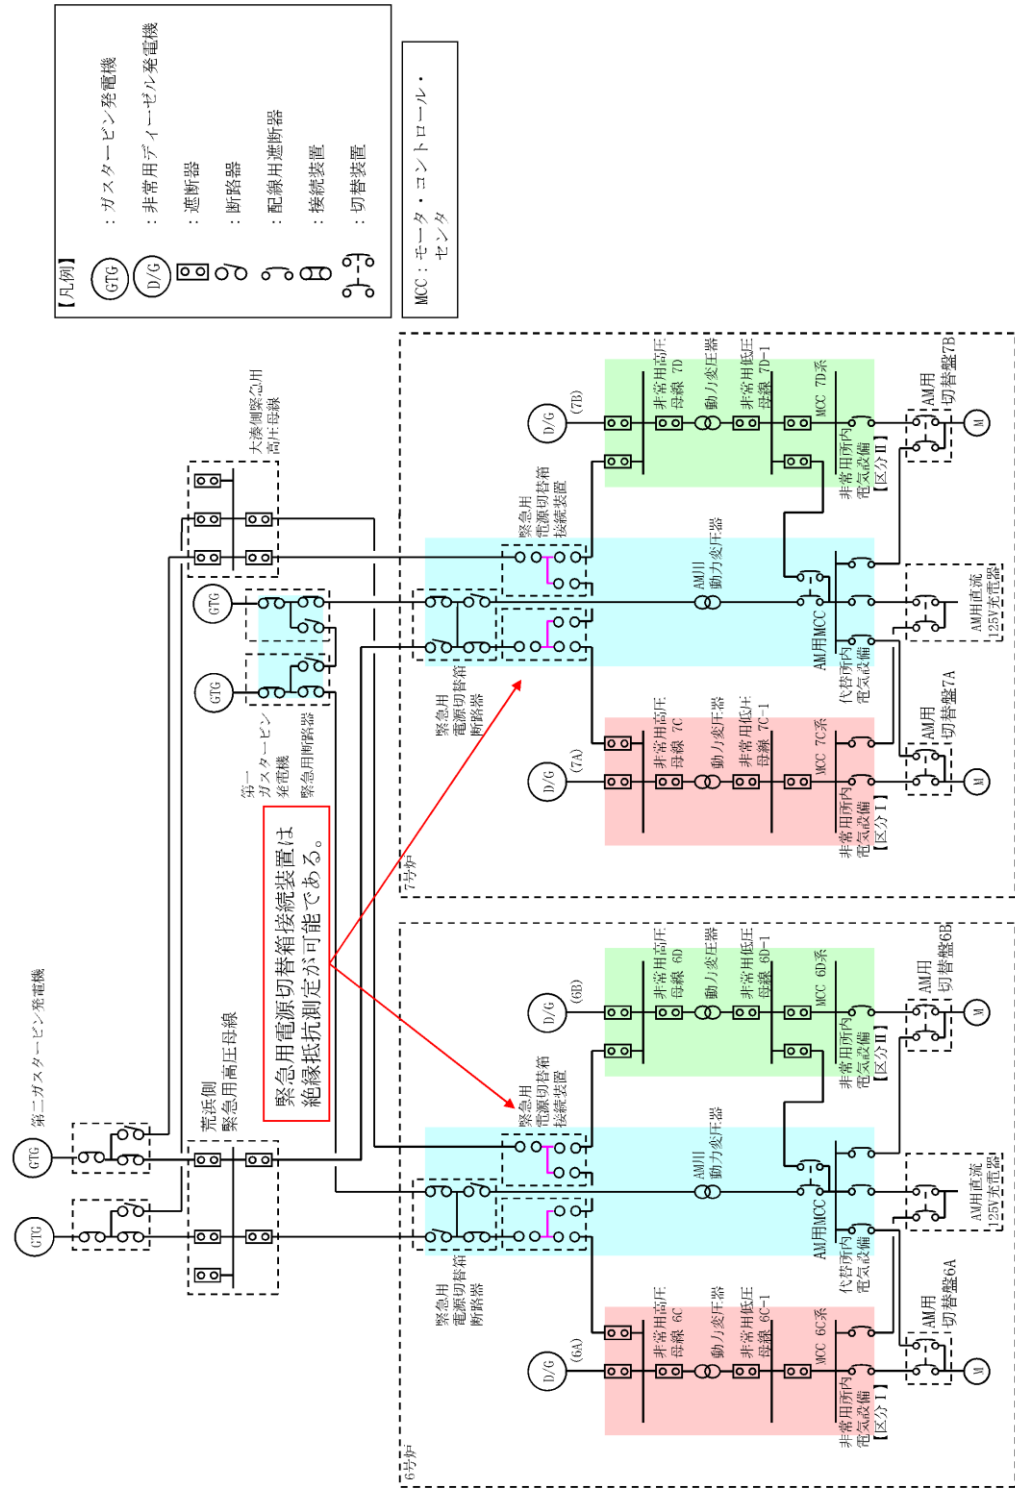 【凡例】
GTG
：ガスタービン発電機
D/G
：非常用ディーゼル発電機
：遮断器
：断路器
：配線用遮断器
：接続装置
：切替装置
MCC：モータ・コントロール・
センタ
第二ガスタービン発電機
GTG
GTG
荒浜側
緊急用高圧母線
大湊側緊急用
高圧母線
GTG
GTG
第一
ガスタービン
発電機
緊急用断路器
緊急用電源切替箱接続装置は
絶縁抵抗測定が可能である。
6号炉
緊急用
電源切替箱
断路器
緊急用
電源切替箱
接続装置
D/G
(6A)
非常用高圧
母線 6C
動力変圧器
非常用低圧
母線 6C-1
MCC 6C系
非常用所内
電気設備
【区分Ⅰ】
AM用
切替盤6A
M
AM用
動力変圧器
AM用MCC
代替所内
電気設備
AM用直流
125V充電器
D/G
(6B)
非常用高圧
母線 6D
動力変圧器
非常用低圧
母線 6D-1
MCC 6D系
非常用所内
電気設備
【区分Ⅱ】
AM用
切替盤6B
M
7号炉
緊急用
電源切替箱
断路器
緊急用
電源切替箱
接続装置
D/G
(7A)
非常用高圧
母線 7C
動力変圧器
非常用低圧
母線 7C-1
MCC 7C系
非常用所内
電気設備
【区分Ⅰ】
AM用
切替盤7A
M
AM用
動力変圧器
AM用MCC
代替所内
電気設備
AM用直流
125V充電器
D/G
(7B)
非常用高圧
母線 7D
動力変圧器
非常用低圧
母線 7D-1
MCC 7D系
非常用所内
電気設備
【区分Ⅱ】
AM用
切替盤7B
M